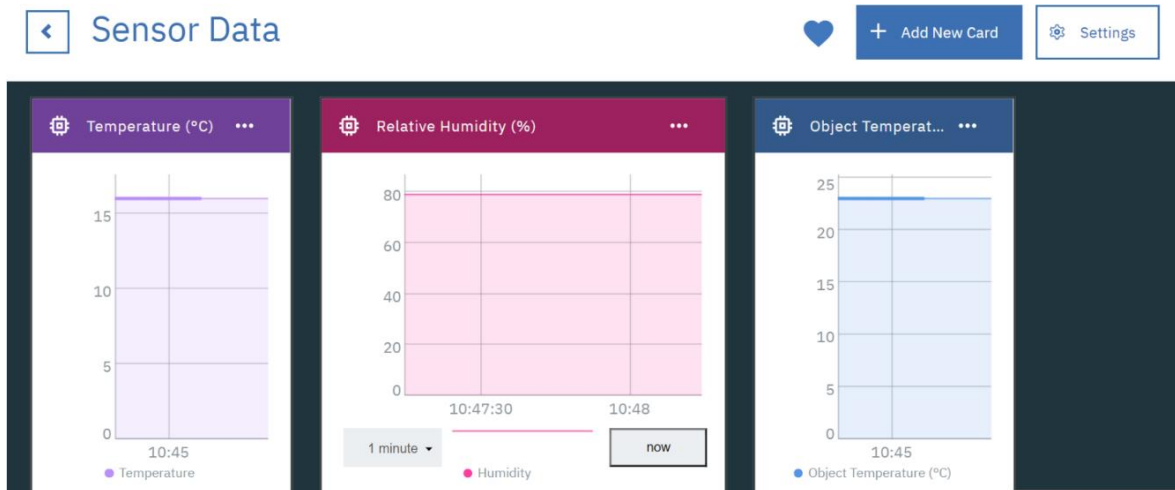 Sensor Data
+ Add New Card
Settings
Temperature (°C) •••
Relative Humidity (%) •••
Object Temperat... •••
15
10
5
0
10:45
Temperature
80
60
40
20
0
10:47:30 10:48
1 minute
now
Humidity
25
20
15
10
5
0
10:45
Object Temperature (°C)